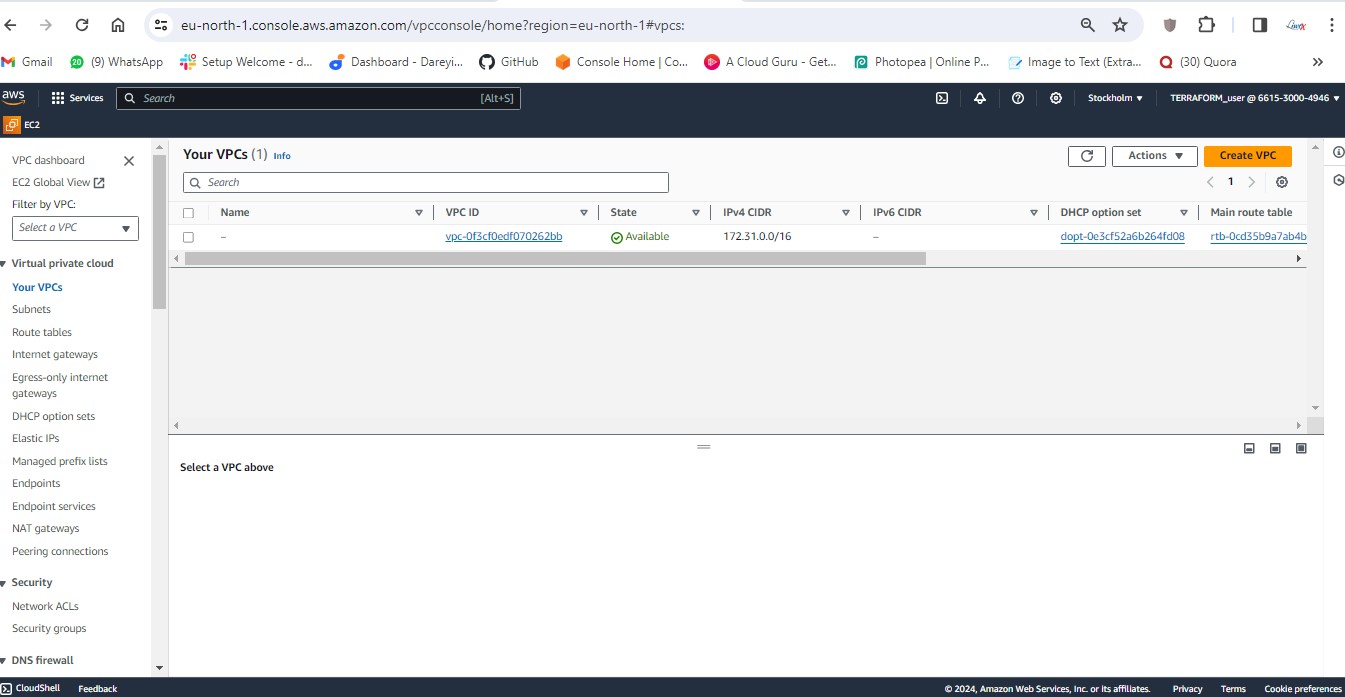 eu-north-1.console.aws.amazon.com/vpcconsole/home?region=eu-north-1#vpcs:
Gmail
20 (9) WhatsApp
Setup Welcome - d...
Dashboard - Dareyi...
GitHub
Console Home | Co...
A Cloud Guru - Get...
Photopea | Online P...
Image to Text (Extra...
(30) Quora
aws
Services
Search
[Alt+S]
Stockholm
TERRAFORM_user @ 6615-3000-4946
EC2
VPC dashboard
EC2 Global View
Filter by VPC:
Select a VPC
Virtual private cloud
Your VPCs
Subnets
Route tables
Internet gateways
Egress-only internet
gateways
DHCP option sets
Elastic IPs
Managed prefix lists
Endpoints
Endpoint services
NAT gateways
Peering connections
Security
Network ACLs
Security groups
DNS firewall
Your VPCs (1) Info
Actions
Create VPC
Search
1
Name VPC ID State IPv4 CIDR IPv6 CIDR DHCP option set Main route table
– vpc-0f3cf0edf070262bb Available 172.31.0.0/16 – dopt-0e3cf52a6b264fd08 rtb-0cd35b9a7ab4b
Select a VPC above
CloudShell Feedback © 2024, Amazon Web Services, Inc. or its affiliates. Privacy Terms Cookie preferences